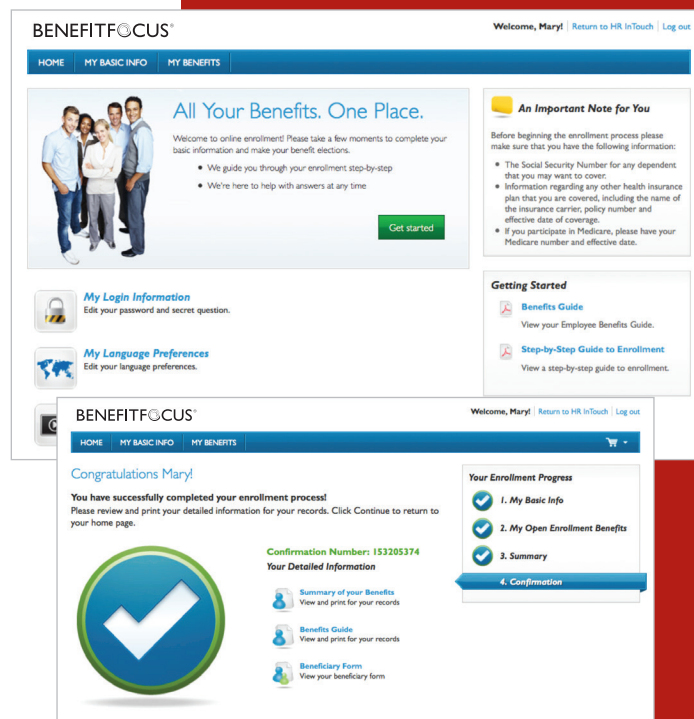 BENEFITFOCUS®
Welcome, Mary! Return to HR InTouch Log out
HOME MY BASIC INFO MY BENEFITS
All Your Benefits. One Place.
Welcome to online enrollment! Please take a few moments to complete your
basic information and make your benefit elections.
• We guide you through your enrollment step-by-step
• We're here to help with answers at any time
Get started
An Important Note for You
Before beginning the enrollment process please
make sure that you have the following information:
• The Social Security Number for any dependent
that you may want to cover.
• Information regarding any other health insurance
plan that you are covered, including the name of
the insurance carrier, policy number and
effective date of coverage.
• If you participate in Medicare, please have your
Medicare number and effective date.
My Login Information
Edit your password and secret question.
My Language Preferences
Edit your language preferences.
Getting Started
Benefits Guide
View your Employee Benefits Guide.
Step-by-Step Guide to Enrollment
View a step-by-step guide to enrollment.
BENEFITFOCUS®
Welcome, Mary! Return to HR InTouch Log out
HOME MY BASIC INFO MY BENEFITS
Congratulations Mary!
You have successfully completed your enrollment process!
Please review and print your detailed information for your records. Click Continue to return to
your home page.
Confirmation Number: 153205374
Your Detailed Information
Summary of your Benefits
View and print for your records
Benefits Guide
View and print for your records
Beneficiary Form
View your beneficiary form
Your Enrollment Progress
1. My Basic Info
2. My Open Enrollment Benefits
3. Summary
4. Confirmation